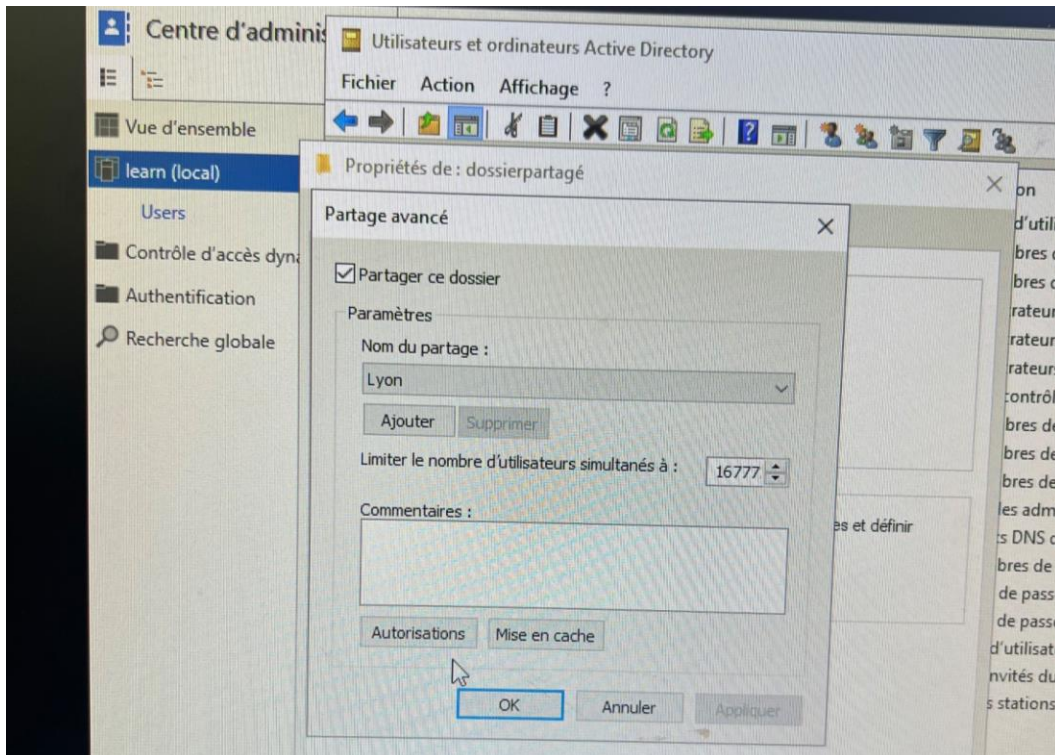 Centre d'adminis
Utilisateurs et ordinateurs Active Directory
Fichier Action Affichage ?
Vue d'ensemble
learn (local)
Users
Contrôle d'accès dyna
Authentification
Recherche globale
Propriétés de : dossierpartagé
Partage avancé
Partager ce dossier
Paramètres
Nom du partage :
Lyon
Ajouter Supprimer
Limiter le nombre d'utilisateurs simultanés à : 16777
Commentaires :
Autorisations Mise en cache
OK Annuler Appliquer
es et définir
on
d'utili
bres
bres
rateur
rateur
rateurs
contrôl
bres de
bres de
bres de
les adm
s DNS
bres de
de pass
de passe
d'utilisat
nvités du
s stations